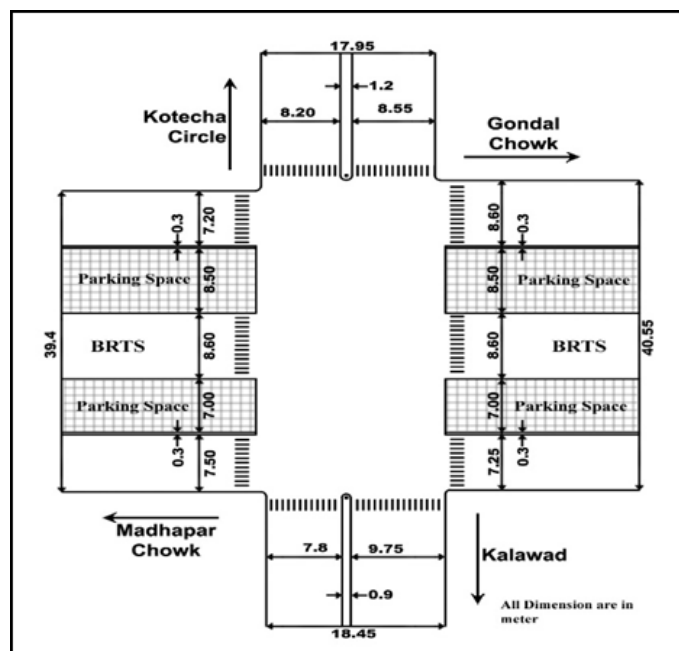 17.95
1.2
8.20
8.55
Kotecha
Circle
Gondal
Chowk
0.3
7.20
8.60
0.3
Parking Space
8.50
8.50
Parking Space
39.4
BRTS
8.60
8.60
BRTS
40.55
Parking Space
7.00
7.00
Parking Space
0.3
7.50
7.25
0.3
Madhapar
Chowk
7.8
9.75
Kalawad
0.9
18.45
All Dimension are in
meter